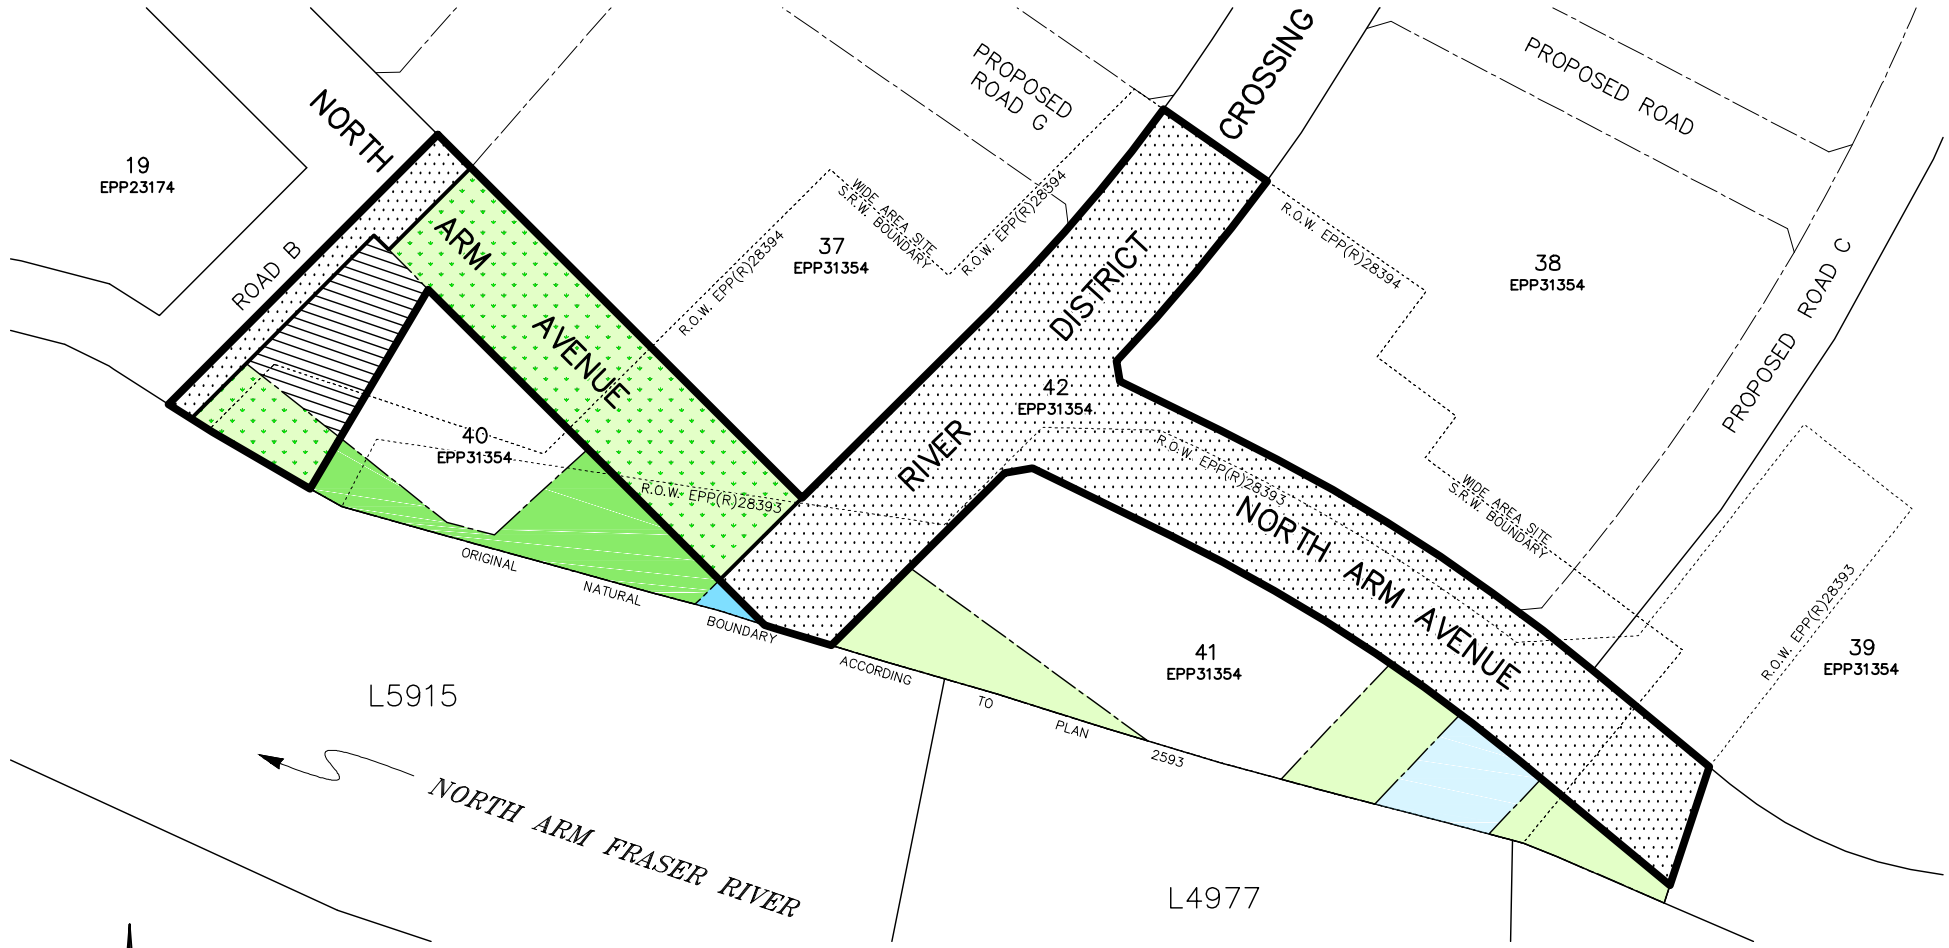 CROSSING
PROPOSED
ROAD G
PROPOSED ROAD
NORTH
19
EPP23174
ROAD B
ARM
AVENUE
R.O.W. EPP(R)28394
WIDE AREA SITE
S.R.W. BOUNDARY
37
EPP31354
R.O.W. EPP(R)28394
DISTRICT
R.O.W. EPP(R)28394
38
EPP31354
PROPOSED ROAD C
42
EPP31354
RIVER
40
EPP31354
R.O.W. EPP(R)28393
R.O.W. EPP(R)28393
WIDE AREA SITE
S.R.W. BOUNDARY
NORTH ARM AVENUE
R.O.W. EPP(R)28393
39
EPP31354
41
EPP31354
ORIGINAL NATURAL BOUNDARY ACCORDING TO PLAN 2593
L5915
NORTH ARM FRASER RIVER
L4977